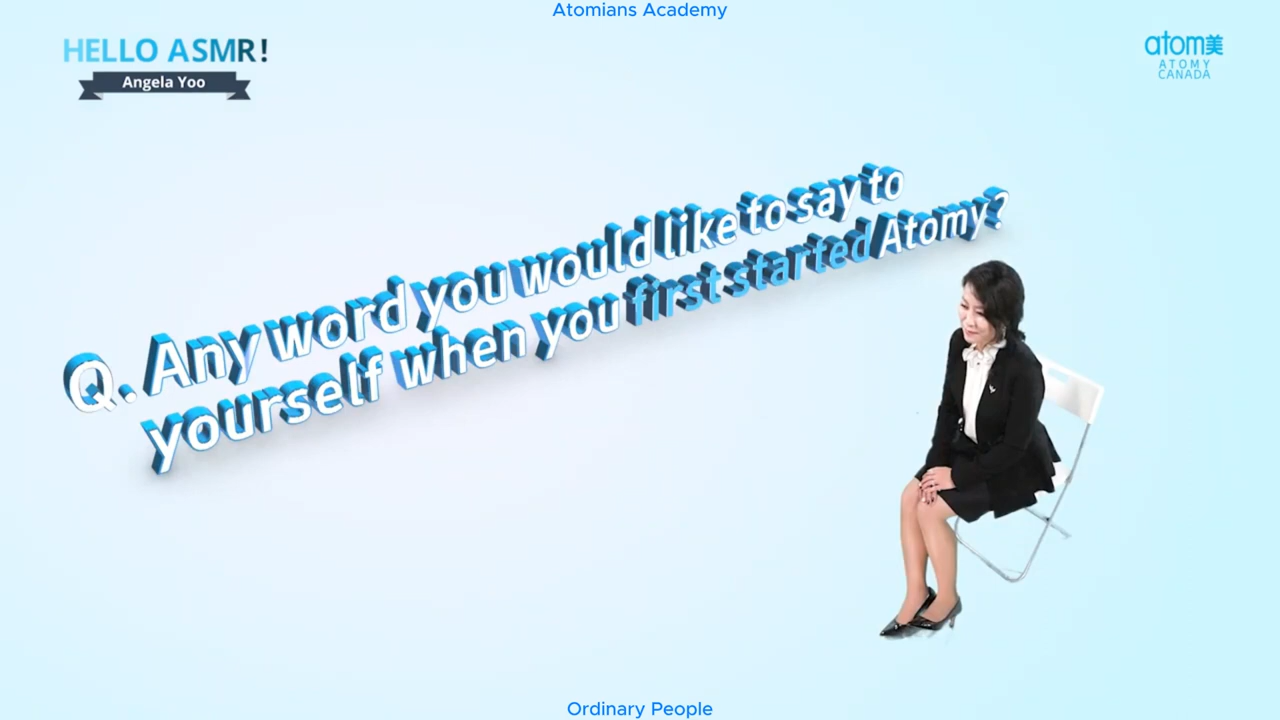 Atomians Academy
HELLO ASMR!
Angela Yoo
atom美
ATOMY
CANADA
Q. Any word you would like to say to
yourself when you first started Atomy?
Ordinary People